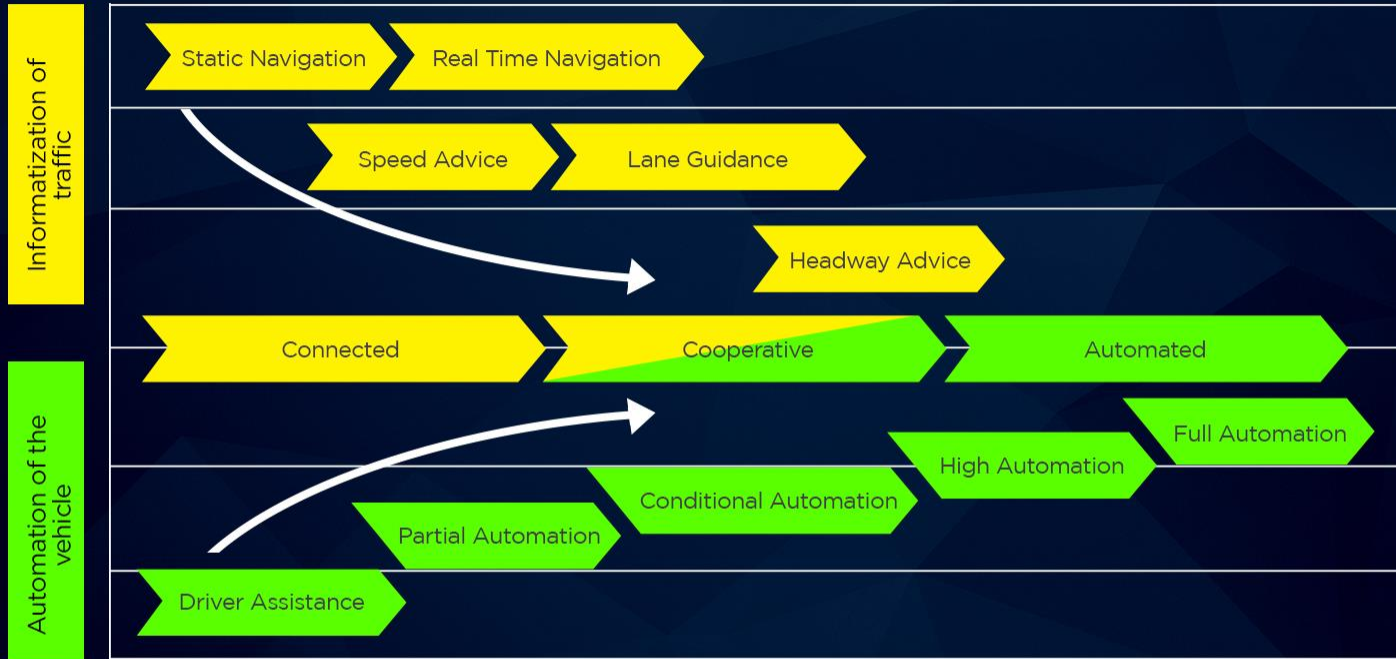 Informatization of
traffic
Static Navigation
Real Time Navigation
Speed Advice
Lane Guidance
Headway Advice
Connected
Cooperative
Automated
Automation of the
vehicle
Full Automation
High Automation
Conditional Automation
Partial Automation
Driver Assistance